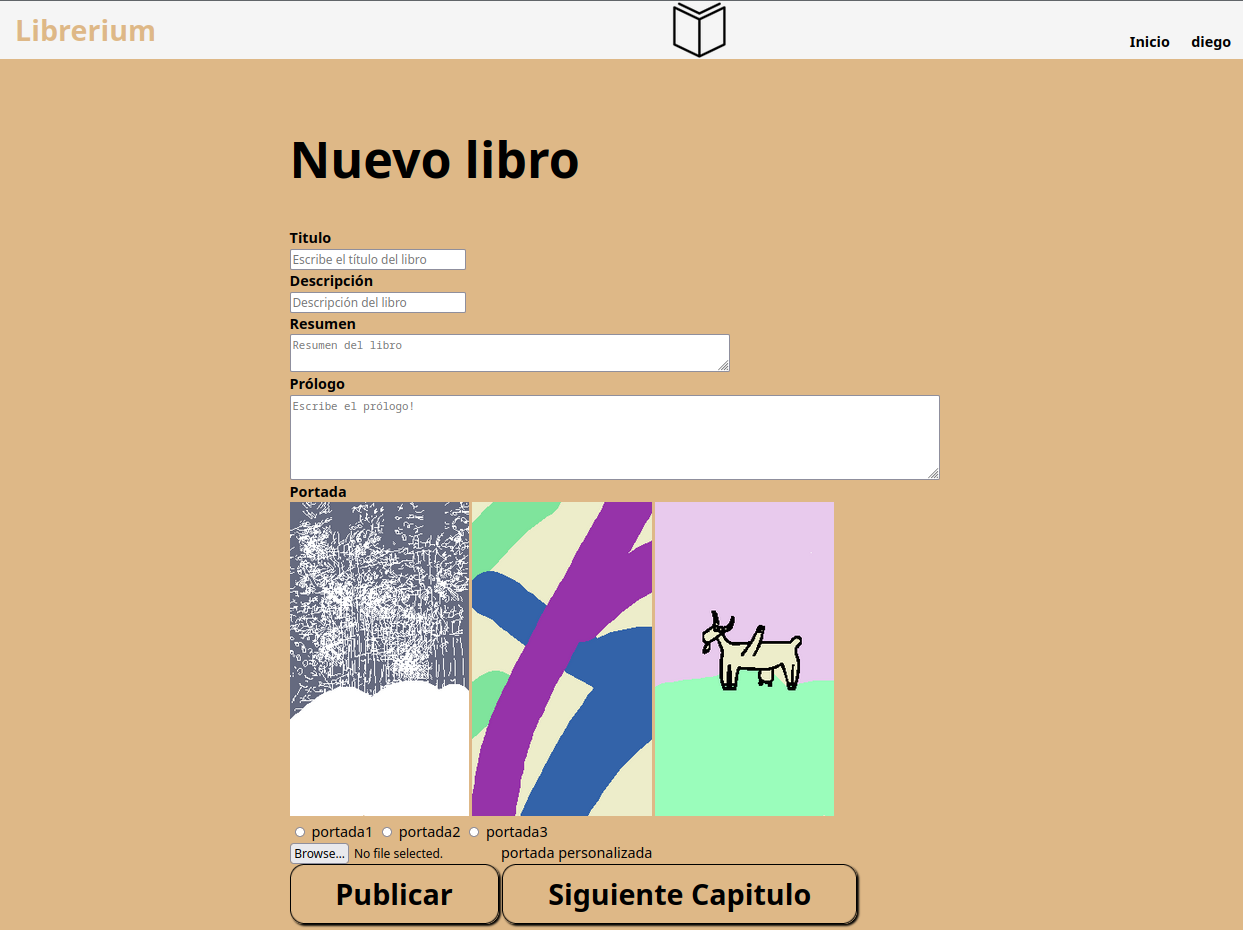 Librerium
Inicio diego
Nuevo libro
Titulo
Escribe el título del libro
Descripción
Descripción del libro
Resumen
Resumen del libro
Prólogo
Escribe el prólogo!
Portada
portada1 portada2 portada3
Browse... No file selected. portada personalizada
Publicar Siguiente Capitulo